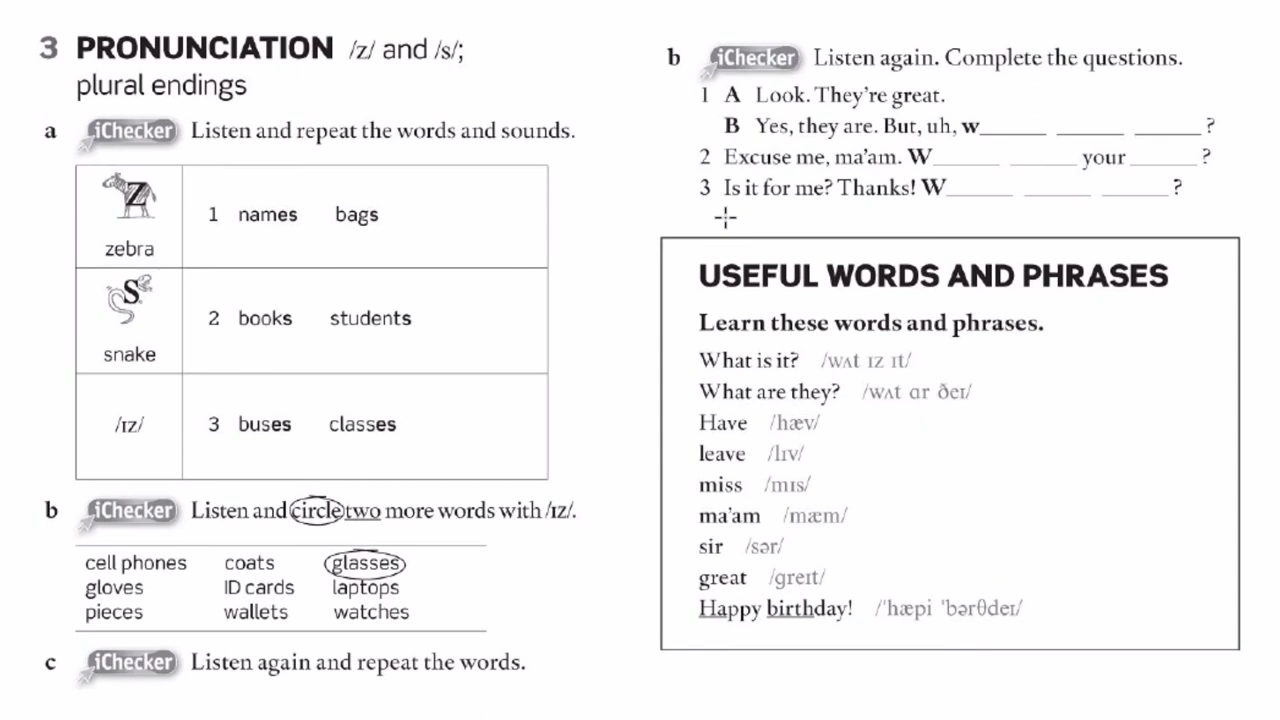 3 PRONUNCIATION /z/ and /s/;
plural endings
a iChecker Listen and repeat the words and sounds.
Z
zebra
1 names bags
S
snake
2 books students
/ɪz/
3 buses classes
b iChecker Listen and circle two more words with /ɪz/.
cell phones coats glasses
gloves ID cards laptops
pieces wallets watches
c iChecker Listen again and repeat the words.
b iChecker Listen again. Complete the questions.
1 A Look. They're great.
B Yes, they are. But, uh, w______ ______ ______?
2 Excuse me, ma'am. W______ ______ your ______?
3 Is it for me? Thanks! W______ ______ ______?
USEFUL WORDS AND PHRASES
Learn these words and phrases.
What is it? /wʌt ɪz ɪt/
What are they? /wʌt ɑr ðeɪ/
Have /hæv/
leave /lɪv/
miss /mɪs/
ma'am /mæm/
sir /sər/
great /greɪt/
Happy birthday! /ˈhæpi ˈbərθdeɪ/